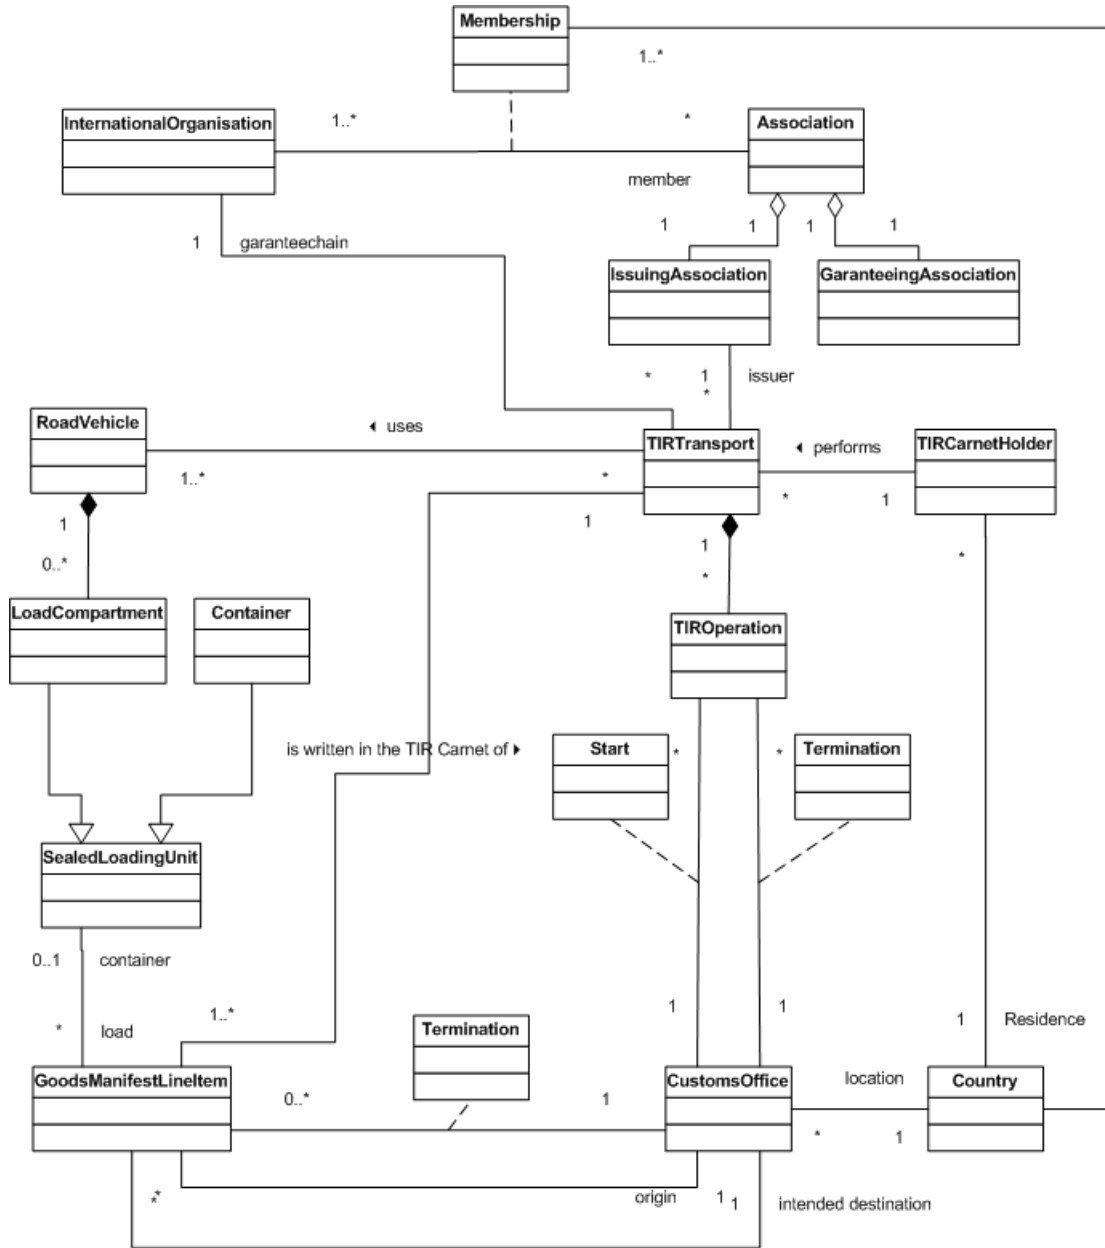 Membership
1..*
InternationalOrganisation
1..*
*
Association
member
1
garanteechain
1
1
1
1
IssuingAssociation
GaranteeingAssociation
*
1
issuer
*
RoadVehicle
◄ uses
TIRTransport
◄ performs
TIRCarnetHolder
1..*
*
*
1
1
1
1
*
0..*
*
LoadCompartment
Container
TIROperation
is written in the TIR Carnet of ►
Start
*
*
Termination
SealedLoadingUnit
0..1
container
1..*
1
1
1
Residence
*
load
Termination
GoodsManifestLineItem
CustomsOffice
location
Country
0..*
1
*
1
*
*
origin
1
1
intended destination